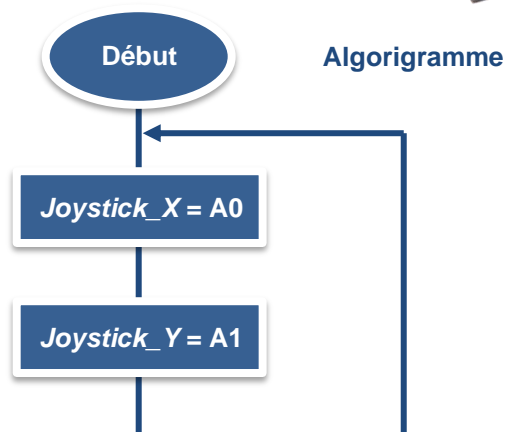 Début
Algorigramme
Joystick_X = A0
Joystick_Y = A1